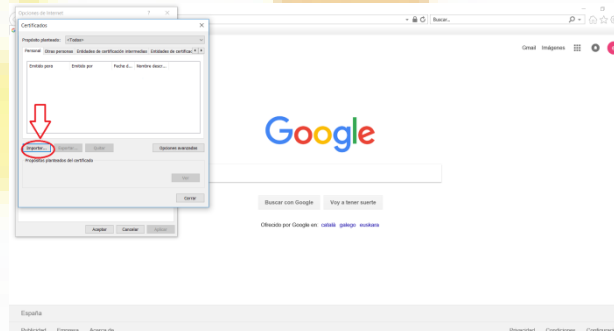 Opciones de Internet ? ×
Certificados ×
Buscar...
Propósito planteado: <Todos>
Personal Otras personas Entidades de certificación intermedias Entidades de certificac
Emitido para Emitido por Fecha d... Nombre descr...
Gmail Imágenes
Google
Importar... Exportar... Quitar Opciones avanzadas
Propósitos planteados del certificado
Ver
Cerrar
Buscar con Google Voy a tener suerte
Ofrecido por Google en: català galego euskara
Aceptar Cancelar Aplicar
España
Publicidad Empresa Acerca de Privacidad Condiciones